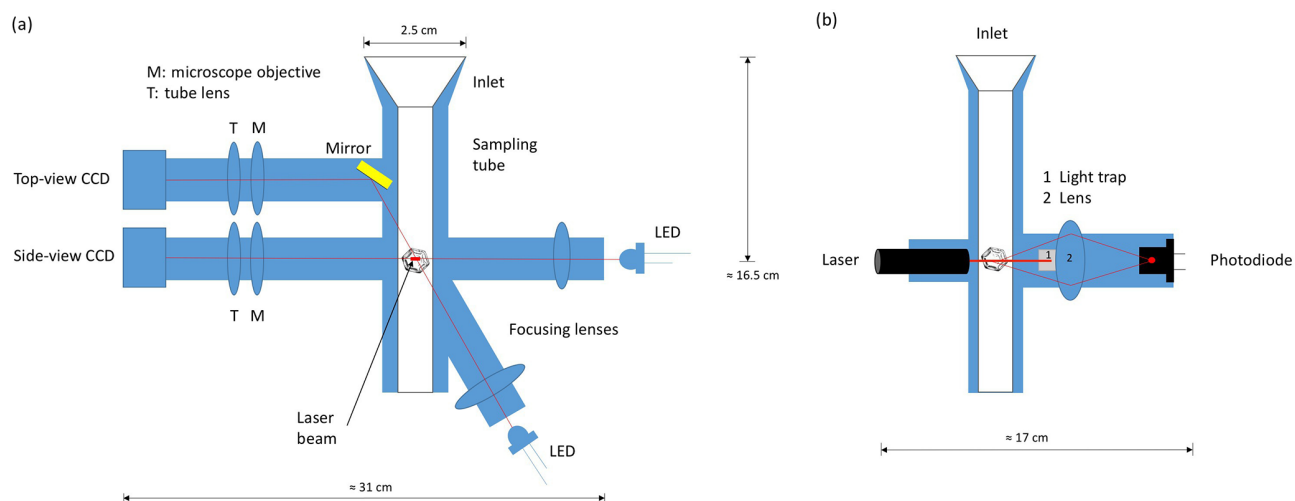 (a)
2.5 cm
M: microscope objective
T: tube lens
Inlet
T M
Mirror
Sampling
tube
Top-view CCD
Side-view CCD
LED
T M
Focusing lenses
Laser
beam
LED
≈ 31 cm
≈ 16.5 cm
(b)
Inlet
1 Light trap
2 Lens
1
2
Laser
Photodiode
≈ 17 cm